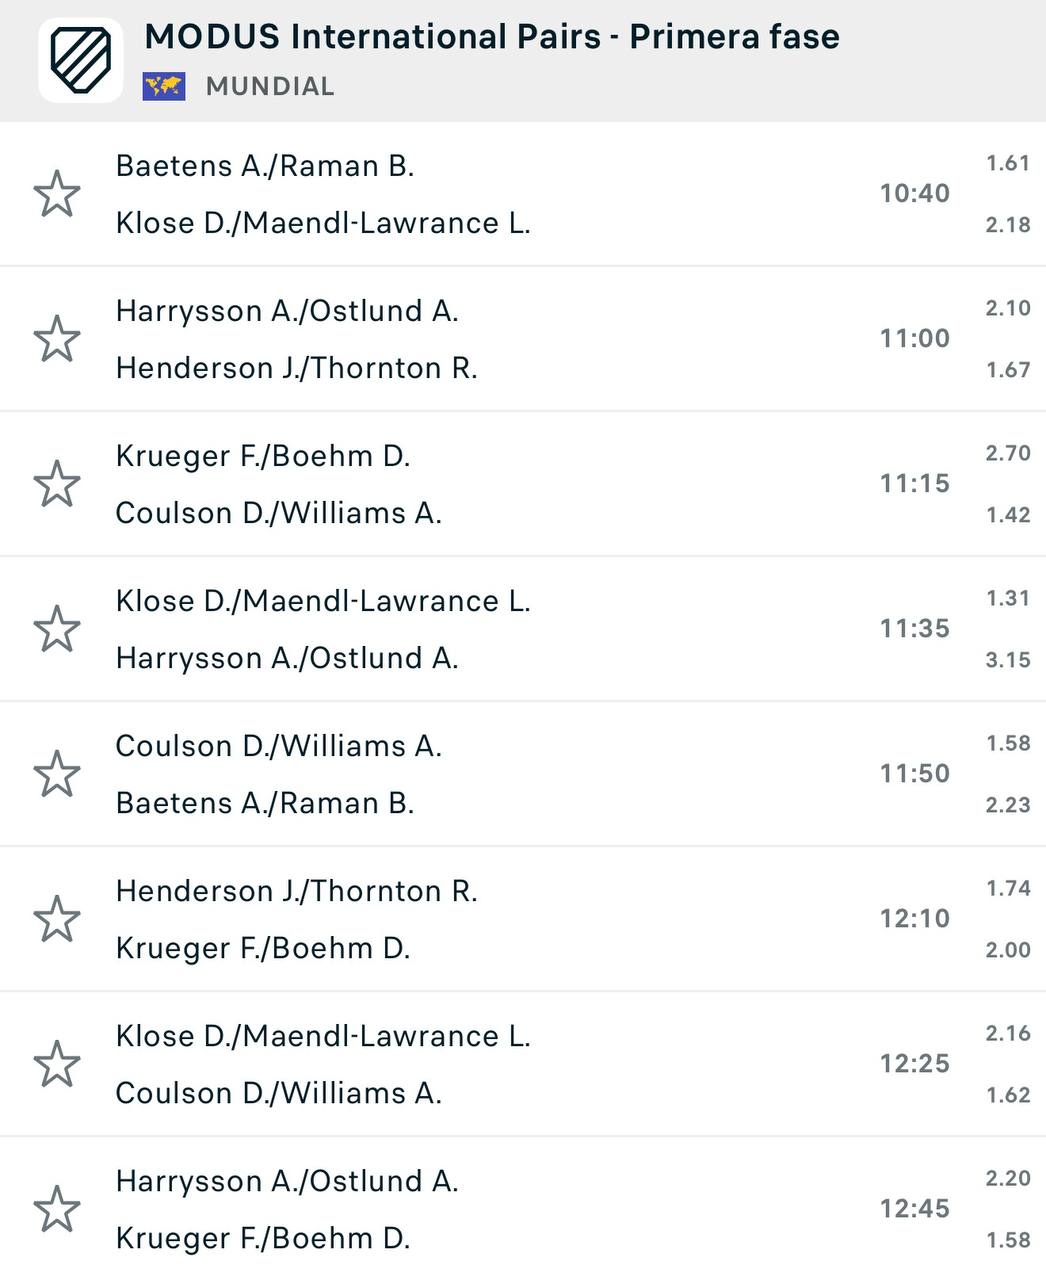 MODUS International Pairs - Primera fase
MUNDIAL
Baetens A./Raman B.
Klose D./Maendl-Lawrance L.
10:40
1.61
2.18
Harrysson A./Ostlund A.
Henderson J./Thornton R.
11:00
2.10
1.67
Krueger F./Boehm D.
Coulson D./Williams A.
11:15
2.70
1.42
Klose D./Maendl-Lawrance L.
Harrysson A./Ostlund A.
11:35
1.31
3.15
Coulson D./Williams A.
Baetens A./Raman B.
11:50
1.58
2.23
Henderson J./Thornton R.
Krueger F./Boehm D.
12:10
1.74
2.00
Klose D./Maendl-Lawrance L.
Coulson D./Williams A.
12:25
2.16
1.62
Harrysson A./Ostlund A.
Krueger F./Boehm D.
12:45
2.20
1.58